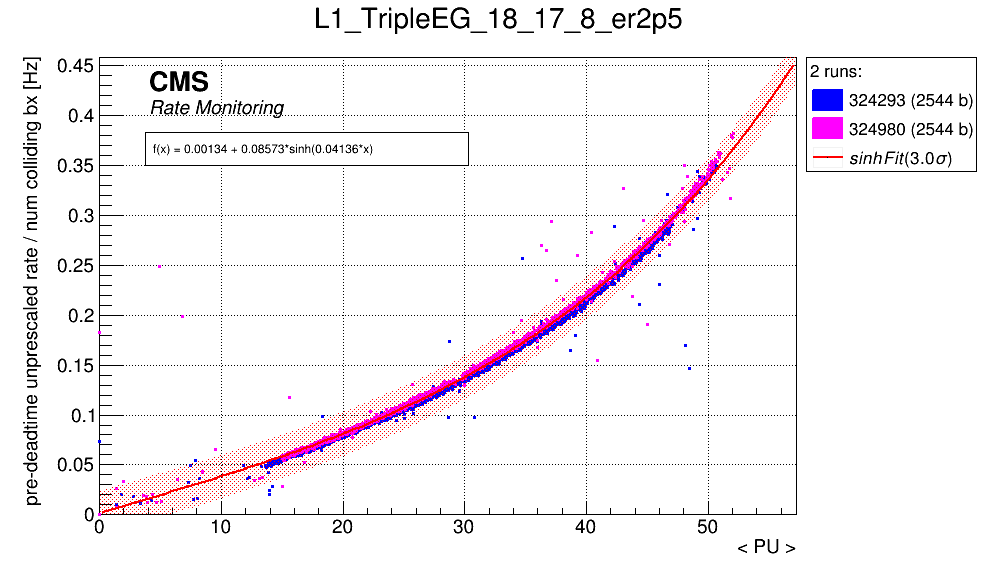 L1_TripleEG_18_17_8_er2p5
pre-deadtime unprescaled rate / num colliding bx [Hz]
0.45
0.4
0.35
0.3
0.25
0.2
0.15
0.1
0.05
0
CMS
Rate Monitoring
f(x) = 0.00134 + 0.08573*sinh(0.04136*x)
2 runs:
324293 (2544 b)
324980 (2544 b)
sinhFit(3.0σ)
0 10 20 30 40 50
< PU >